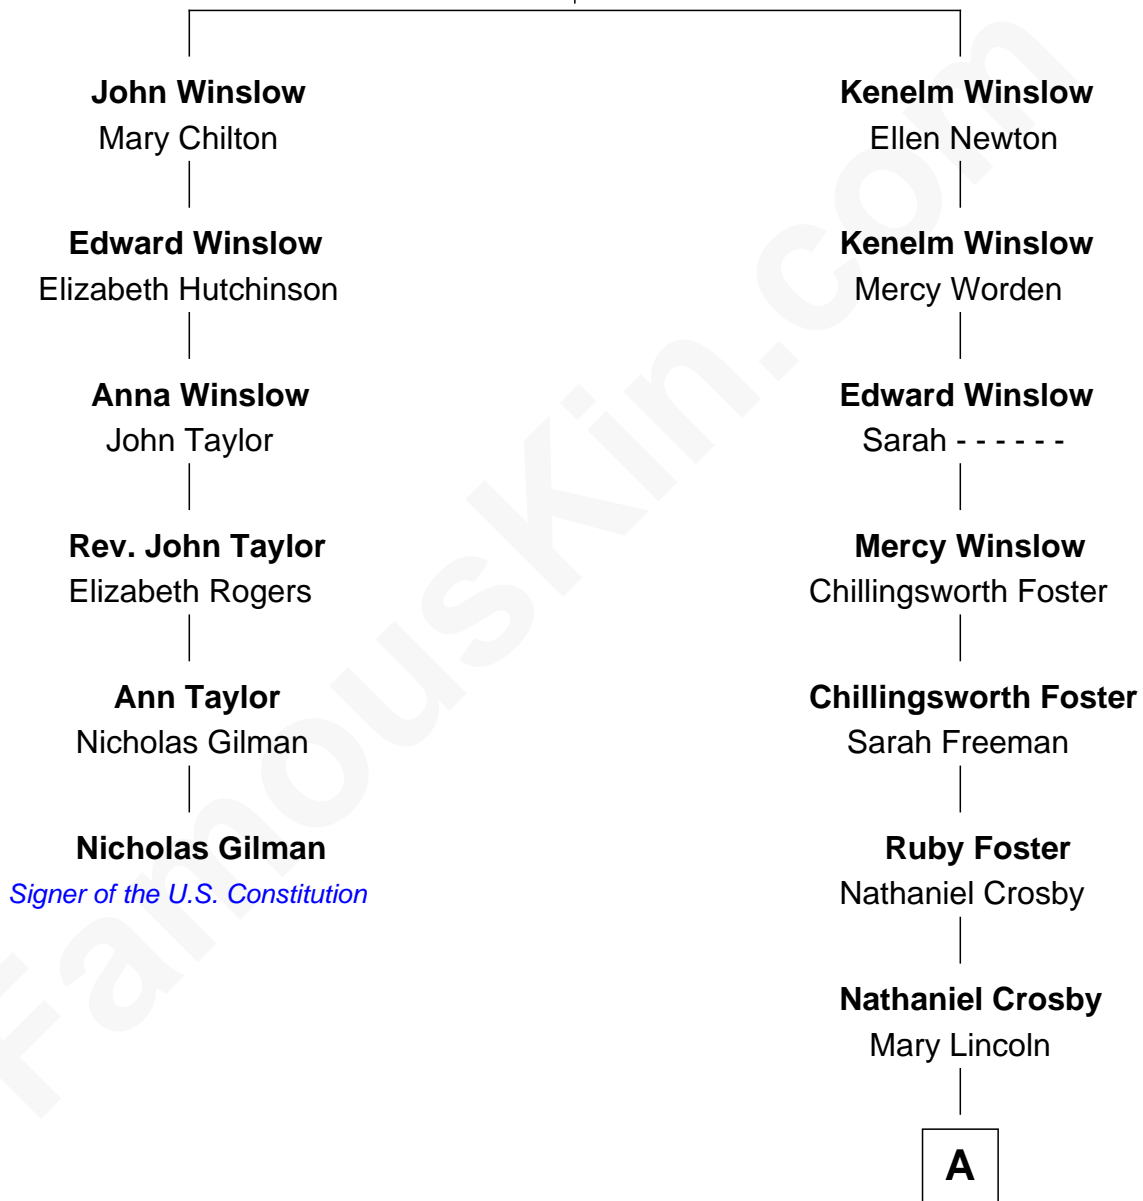 John Winslow
Mary Chilton
Edward Winslow
Elizabeth Hutchinson
Anna Winslow
John Taylor
Rev. John Taylor
Elizabeth Rogers
Ann Taylor
Nicholas Gilman
Nicholas Gilman
Signer of the U.S. Constitution
Kenelm Winslow
Ellen Newton
Kenelm Winslow
Mercy Worden
Edward Winslow
Sarah - - - - - -
Mercy Winslow
Chillingsworth Foster
Chillingsworth Foster
Sarah Freeman
Ruby Foster
Nathaniel Crosby
Nathaniel Crosby
Mary Lincoln
A
FamousKin.com